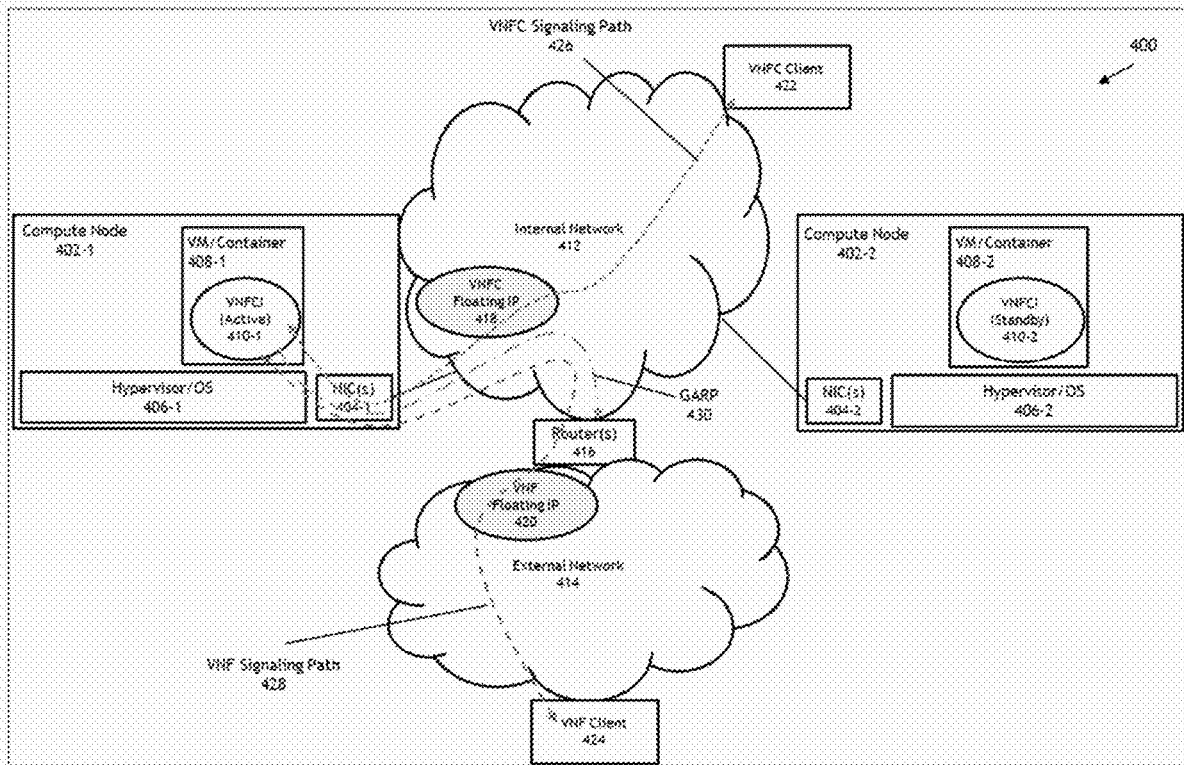 VNFC Signaling Path
426
400
VNFC Client
422
Internal Network
412
Compute Node
402-1
VM/Container
408-1
VNFCI
(Active)
410-1
Hypervisor/OS
406-1
NIC(s)
404-1
VNFC
Floating IP
418
Compute Node
402-2
VM/Container
408-2
VNFCI
(Standby)
410-2
NIC(s)
404-2
Hypervisor/OS
406-2
GARP
430
Router(s)
416
VNF
Floating IP
420
External Network
414
VNF Signaling Path
428
VNF Client
424